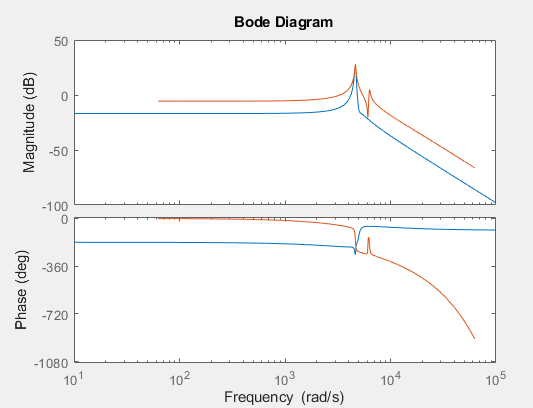 Bode Diagram
50
0
-50
-100
Magnitude (dB)
0
-360
-720
-1080
Phase (deg)
10^1 10^2 10^3 10^4 10^5
Frequency (rad/s)